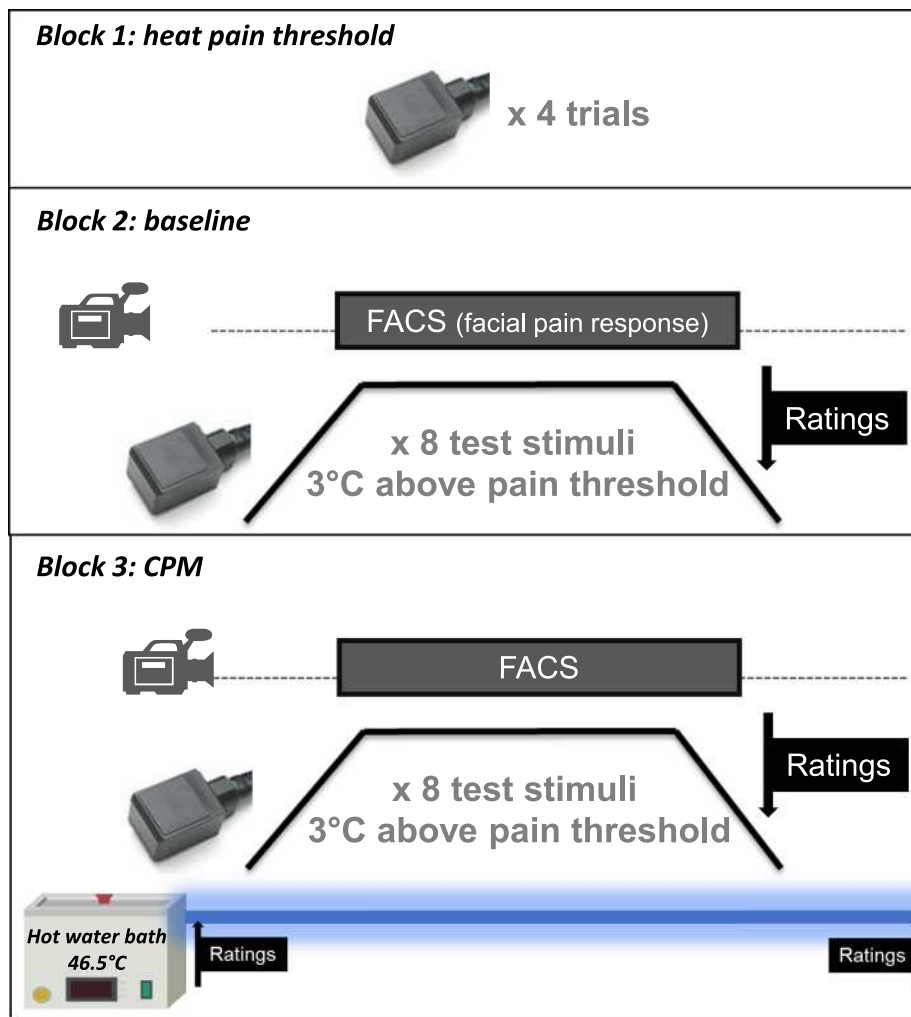 Block 1: heat pain threshold
x 4 trials
Block 2: baseline
FACS (facial pain response)
Ratings
x 8 test stimuli
3°C above pain threshold
Block 3: CPM
FACS
Ratings
x 8 test stimuli
3°C above pain threshold
Hot water bath
46.5°C
Ratings
Ratings